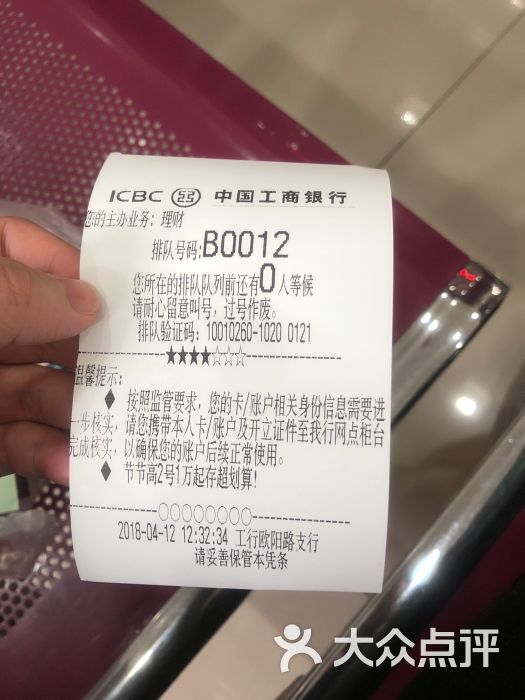 ICBC 中国工商银行
您的主办业务: 理财
排队号码:B0012
您所在的排队队列前还有0人等候
请耐心留意叫号，过号作废。
排队验证码: 10010260-1020 0121
★★★★☆☆☆
温馨提示:
◆ 按照监管要求，您的卡/账户相关身份信息需要进
一步核实，请您携带本人卡/账户及开立证件至我行网点柜台
完成核实，以确保您的账户后续正常使用。
◆ 节节高2号1万起存超划算!
○○○○○○○○
2018-04-12 12:32:34 工行欧阳路支行
请妥善保管本凭条
大众点评